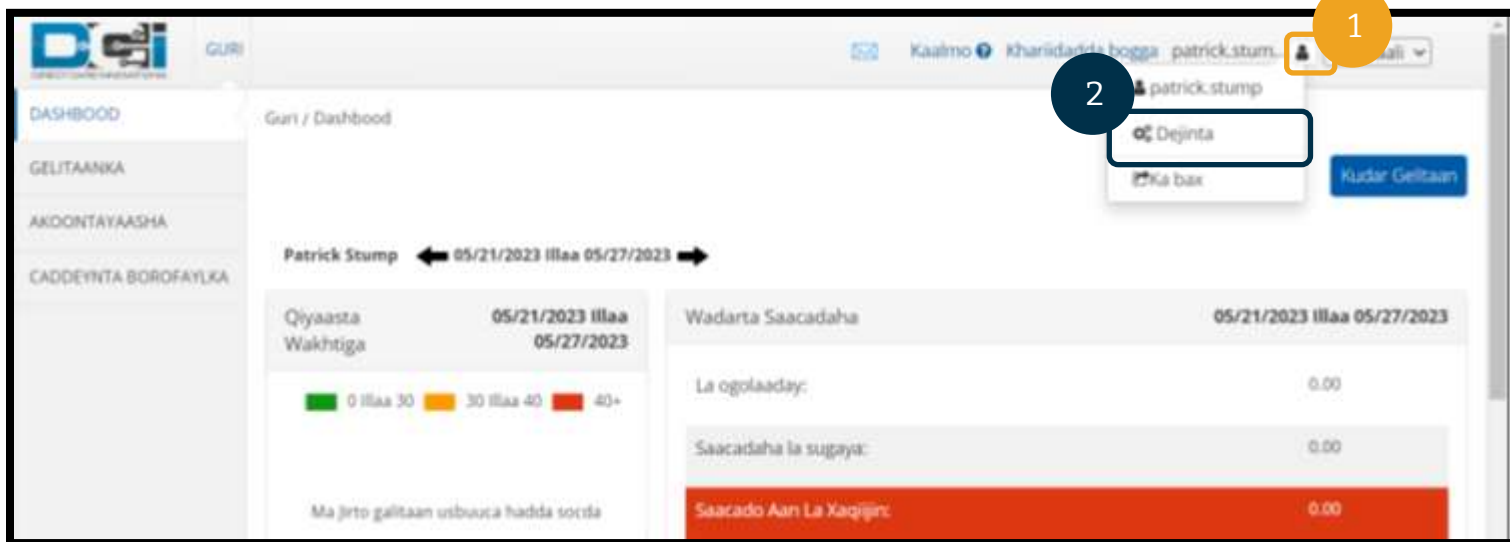 DCI
GURI
Kaalmo Khariidadda bogga patrick.stum...
1
2
patrick.stump
Dejinta
Ka bax
DASHBOOD
GELITAANKA
AKOONTAYAASHA
CADDEYNTA BOROFAYLKA
Guri / Dashbood
Kudar Gelitaan
Patrick Stump 05/21/2023 Illaa 05/27/2023
Qiyaasta Wakhtiga
05/21/2023 Illaa
05/27/2023
0 Illaa 30 30 Illaa 40 40+
Ma Jirto galitaan usbuuca hadda socda
Wadarta Saacadaha 05/21/2023 Illaa 05/27/2023
La ogolaaday: 0.00
Saacadaha la sugaya: 0.00
Saacado Aan La Xaqiijin: 0.00